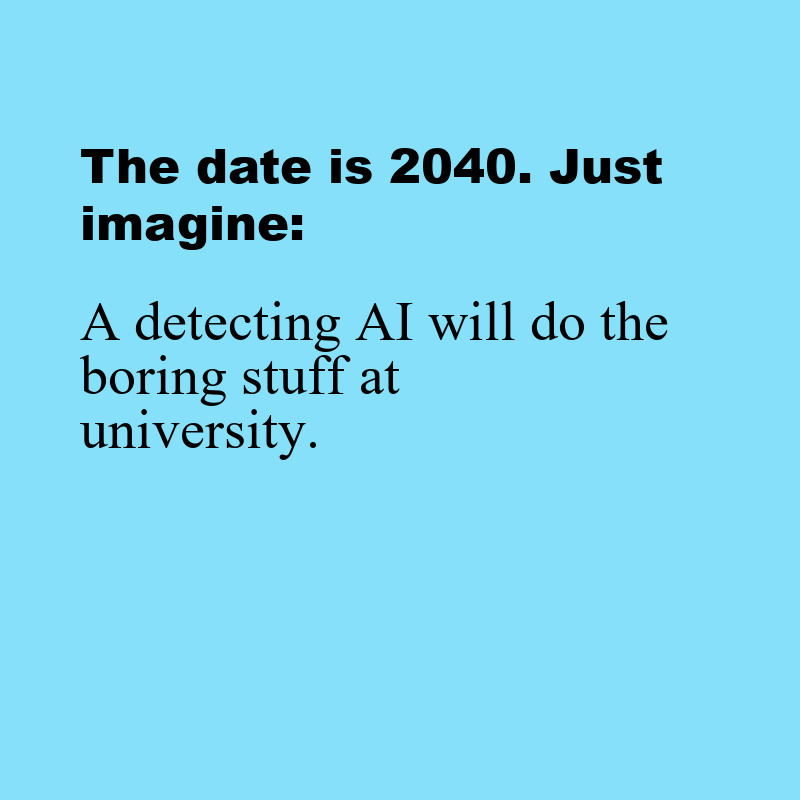 The date is 2040. Just
imagine:
A detecting AI will do the
boring stuff at
university.